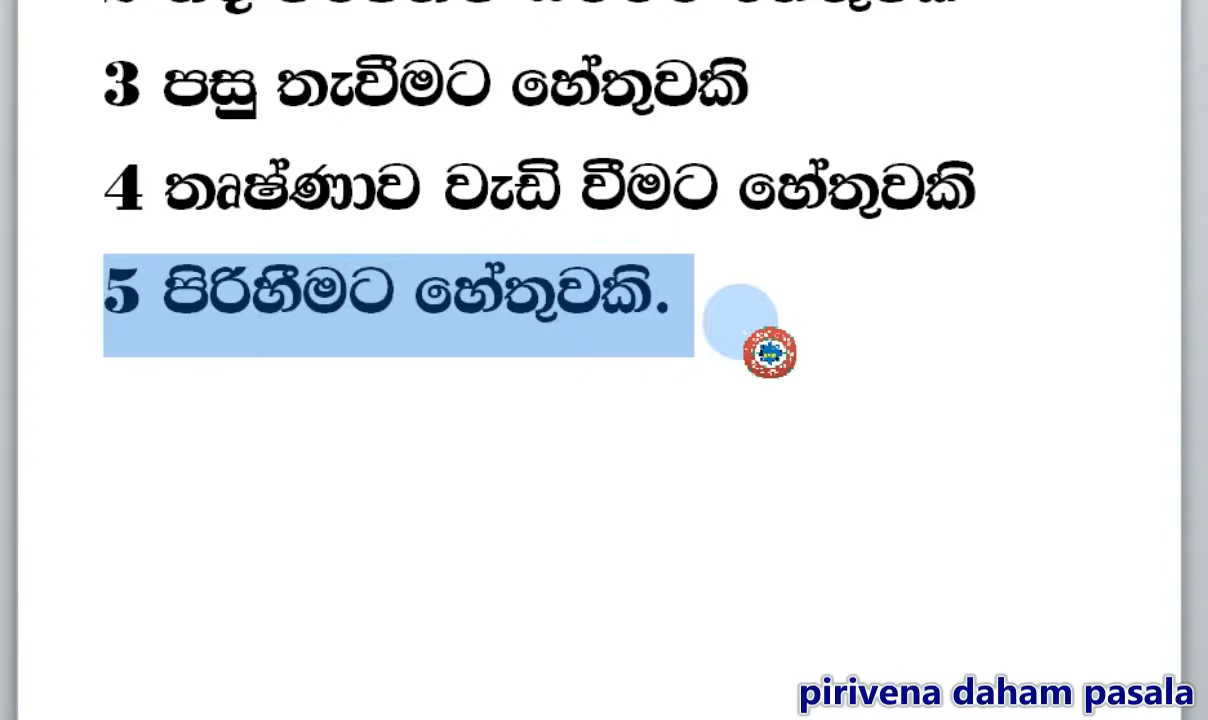 3 පසු තැවීමට හේතුවකි
4 තෘෂ්ණාව වැඩි වීමට හේතුවකි
5 පිරිහීමට හේතුවකි.
pirivena daham pasala